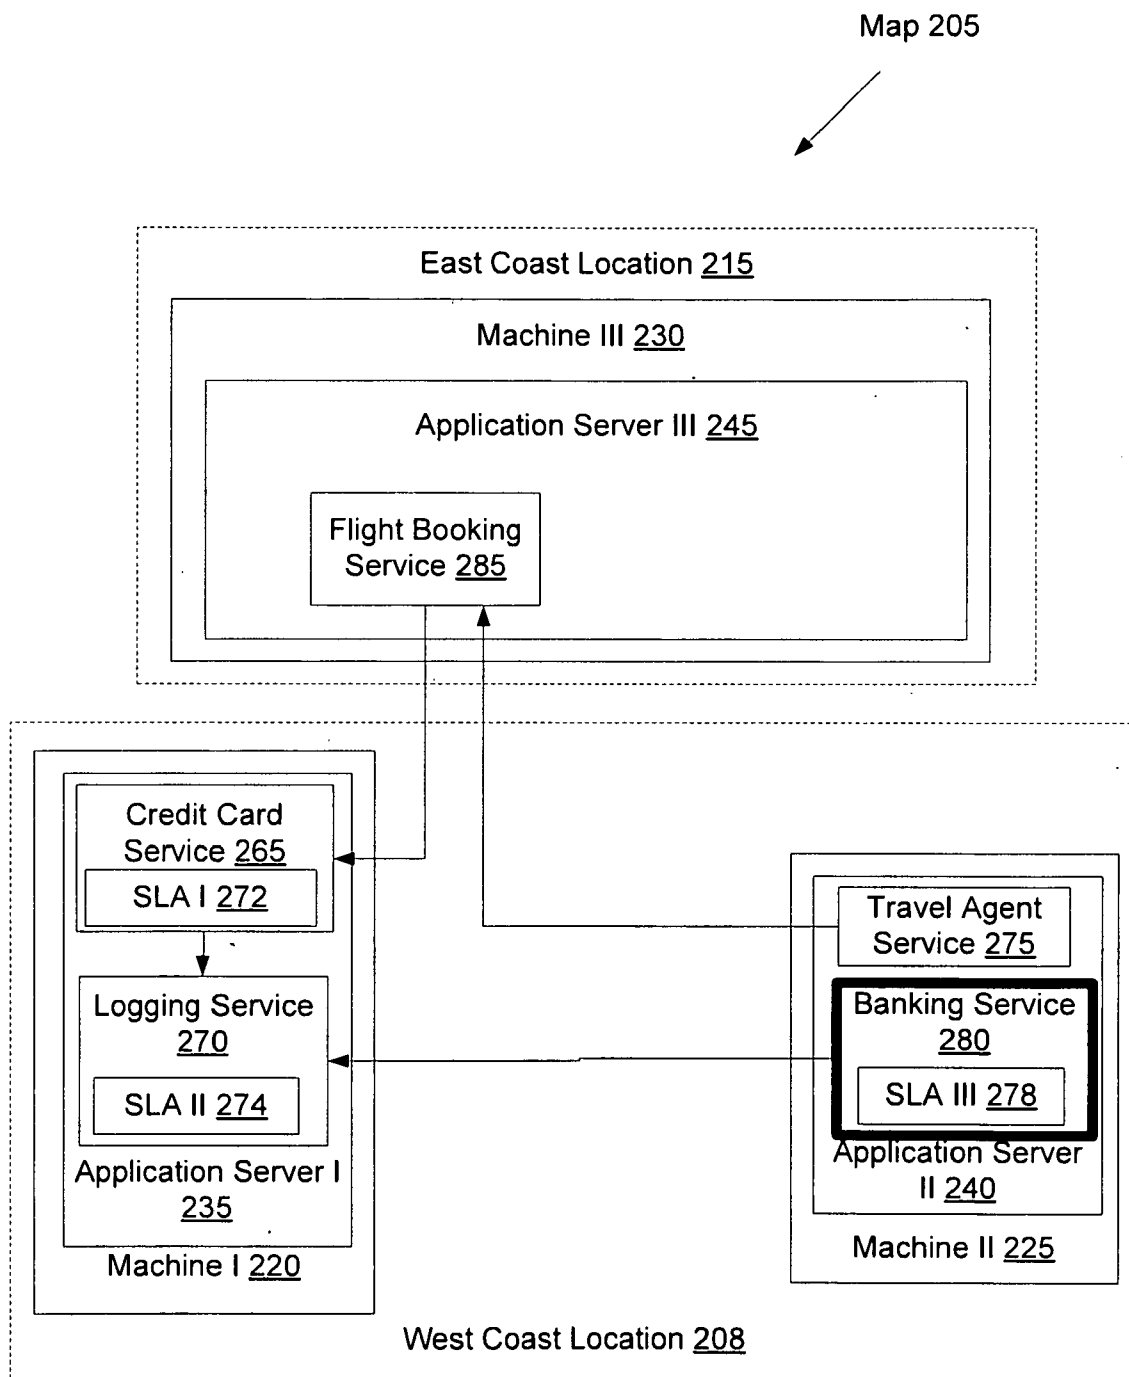 Map 205
East Coast Location 215
Machine III 230
Application Server III 245
Flight Booking
Service 285
Credit Card
Service 265
SLA I 272
Logging Service
270
SLA II 274
Application Server I
235
Machine I 220
Travel Agent
Service 275
Banking Service
280
SLA III 278
Application Server
II 240
Machine II 225
West Coast Location 208